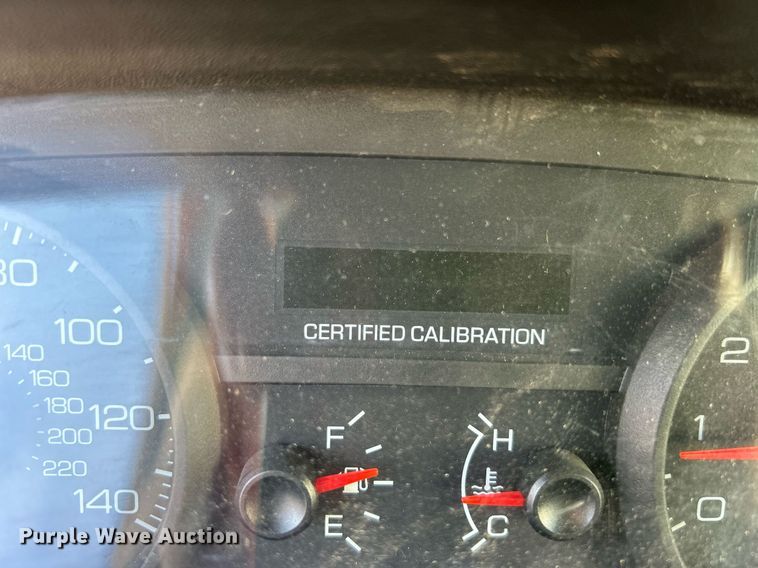 80
100
120
140
140
160
180
200
220
CERTIFIED CALIBRATION
F
E
H
C
2
1
0
Purple Wave Auction